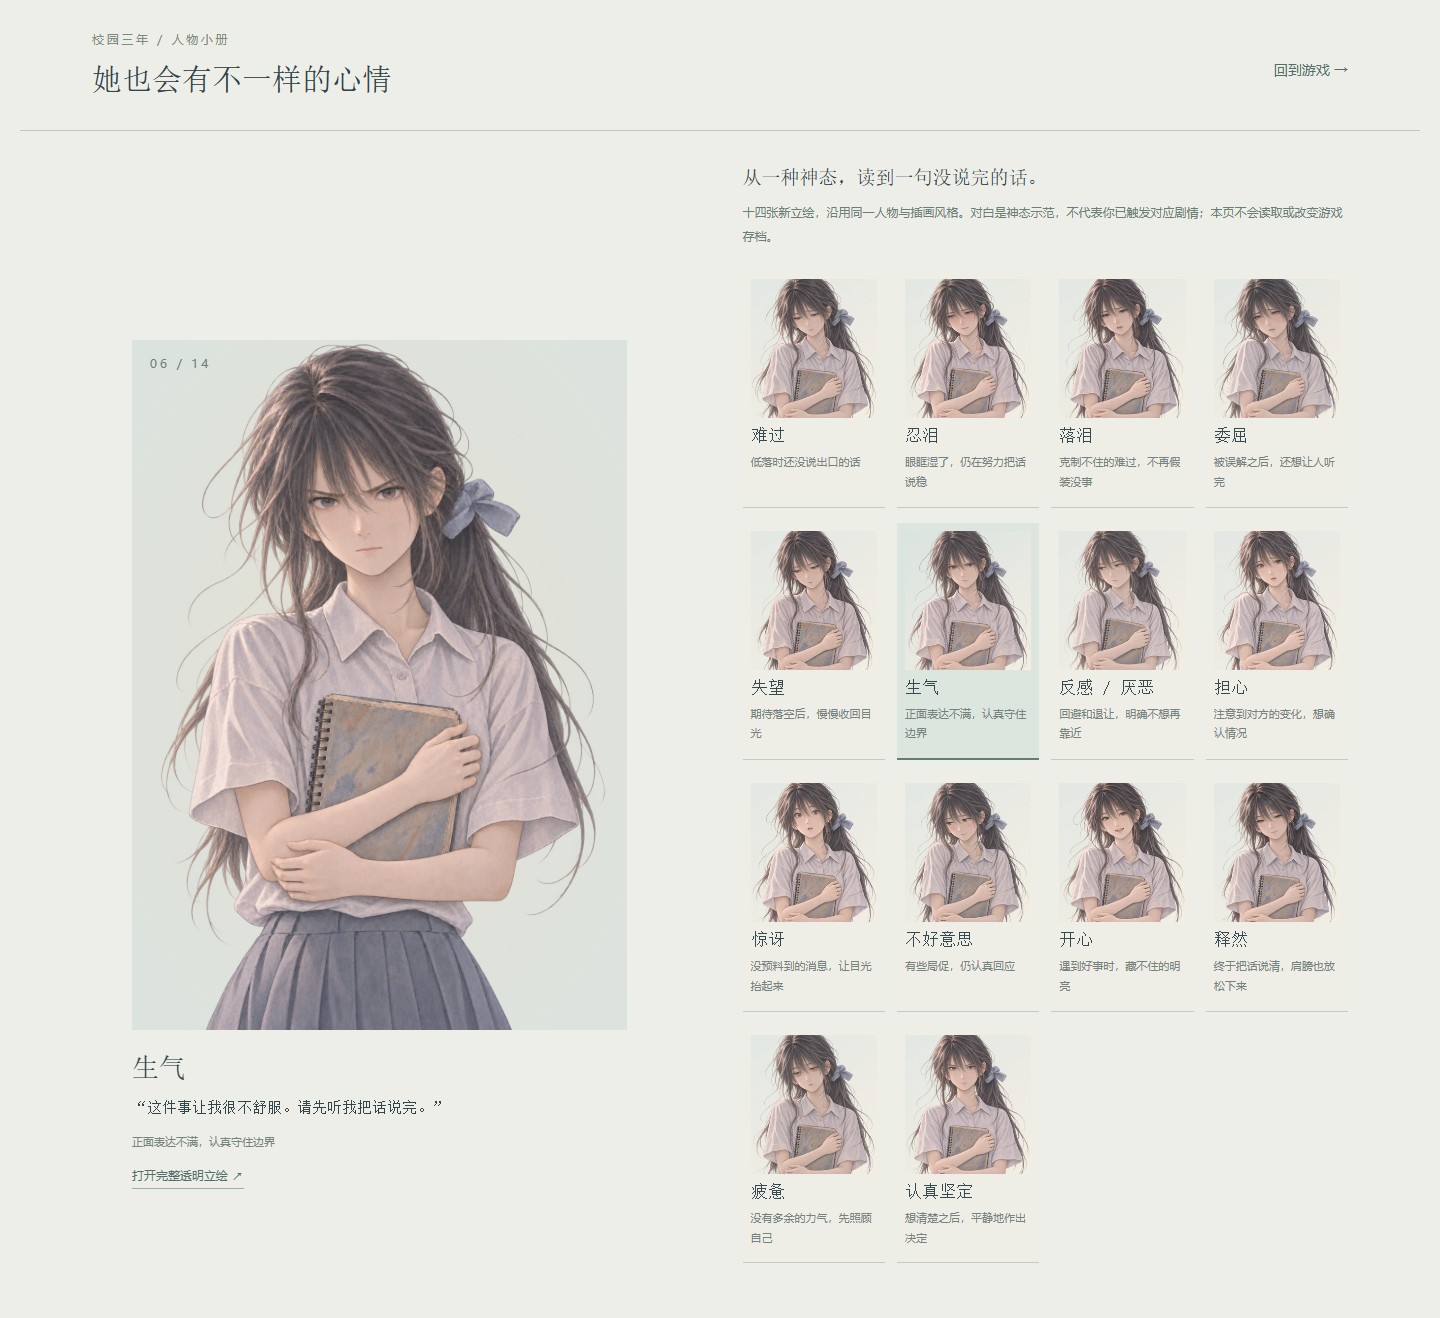 校园三年 / 人物小册
她也会有不一样的心情
回到游戏 →
从一种神态，读到一句没说完的话。
十四张新立绘，沿用同一人物与插画风格。对白是神态示范，不代表你已触发对应剧情；本页不会读取或改变游戏
存档。
06 / 14
生气
“这件事让我很不舒服。请先听我把话说完。”
正面表达不满，认真守住边界
打开完整透明立绘 ↗
难过
低落时还没说出口的话
忍泪
眼眶湿了，仍在努力把话
说稳
落泪
克制不住的难过，不再假
装没事
委屈
被误解之后，还想让人听
完
失望
期待落空后，慢慢收回目
光
生气
正面表达不满，认真守住
边界
反感 / 厌恶
回避和退让，明确不想再
靠近
担心
注意到对方的变化，想确
认情况
惊讶
没预料到的消息，让目光
抬起来
不好意思
有些局促，仍认真回应
开心
遇到好事时，藏不住的明
亮
释然
终于把话说清，肩膀也放
松下来
疲惫
没有多余的力气，先照顾
自己
认真坚定
想清楚之后，平静地作出
决定